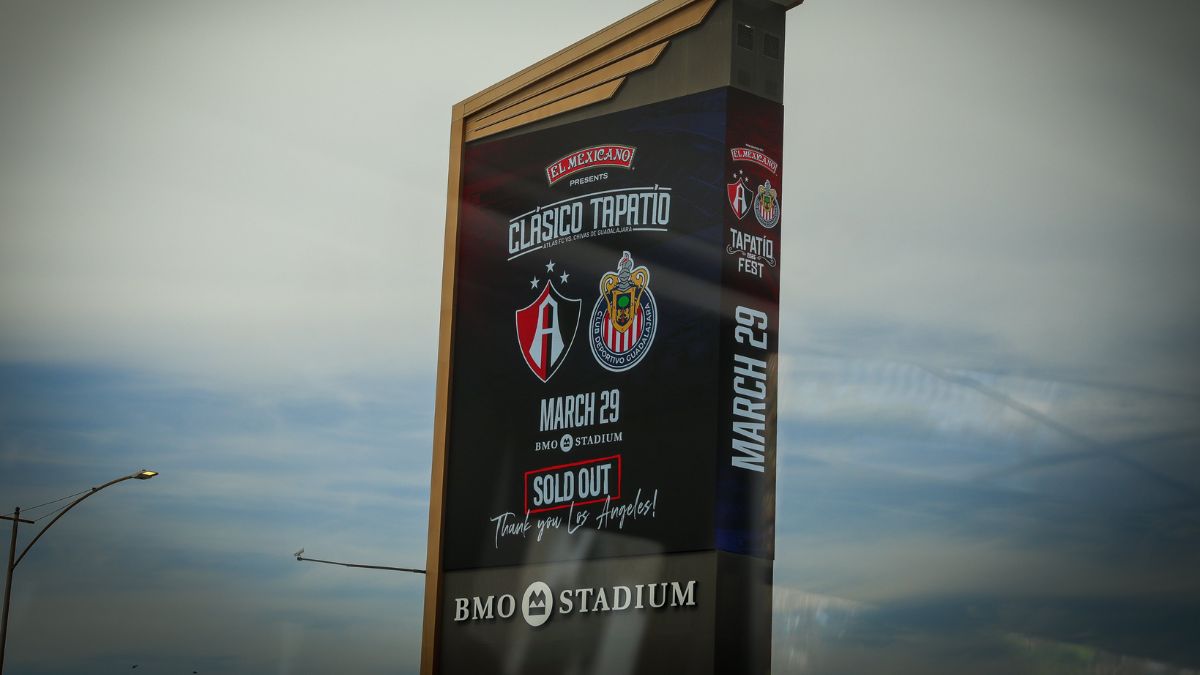 EL MEXICANO
PRESENTS
CLÁSICO TAPATÍO
ATLAS FC VS. CHIVAS DE GUADALAJARA
A
CLUB DEPORTIVO GUADALAJARA
MARCH 29
BMO STADIUM
SOLD OUT
Thank you Los Angeles!
BMO STADIUM
EL MEXICANO
A
TAPATÍO
FEST
MARCH 29